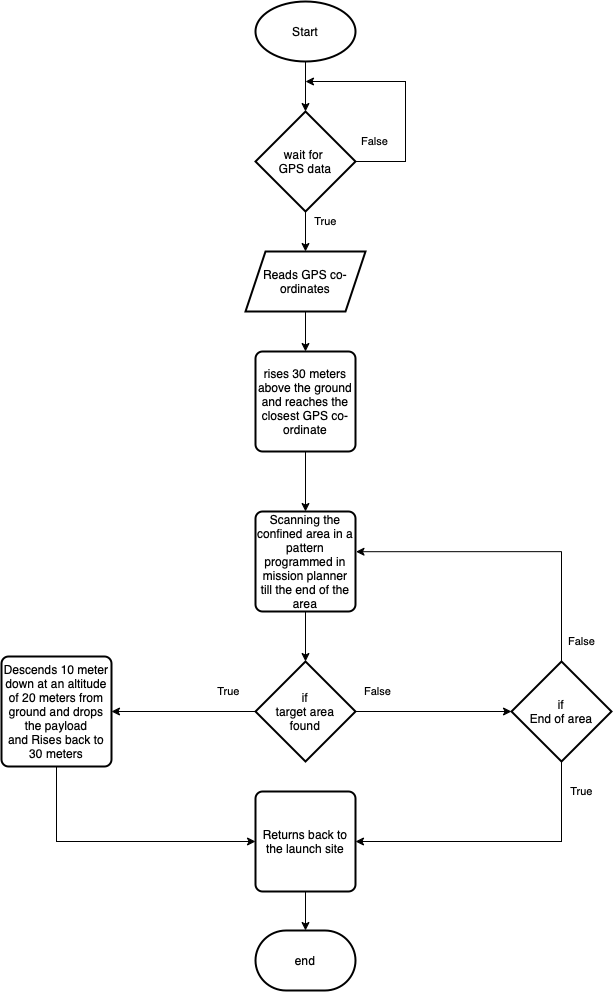 Start
False
wait for
GPS data
True
Reads GPS co-
ordinates
rises 30 meters
above the ground
and reaches the
closest GPS co-
ordinate
Scanning the
confined area in a
pattern
programmed in
mission planner
till the end of the
area
False
Descends 10 meter
down at an altitude
of 20 meters from
ground and drops
the payload
and Rises back to
30 meters
True
if
target area
found
False
if
End of area
True
Returns back to
the launch site
end